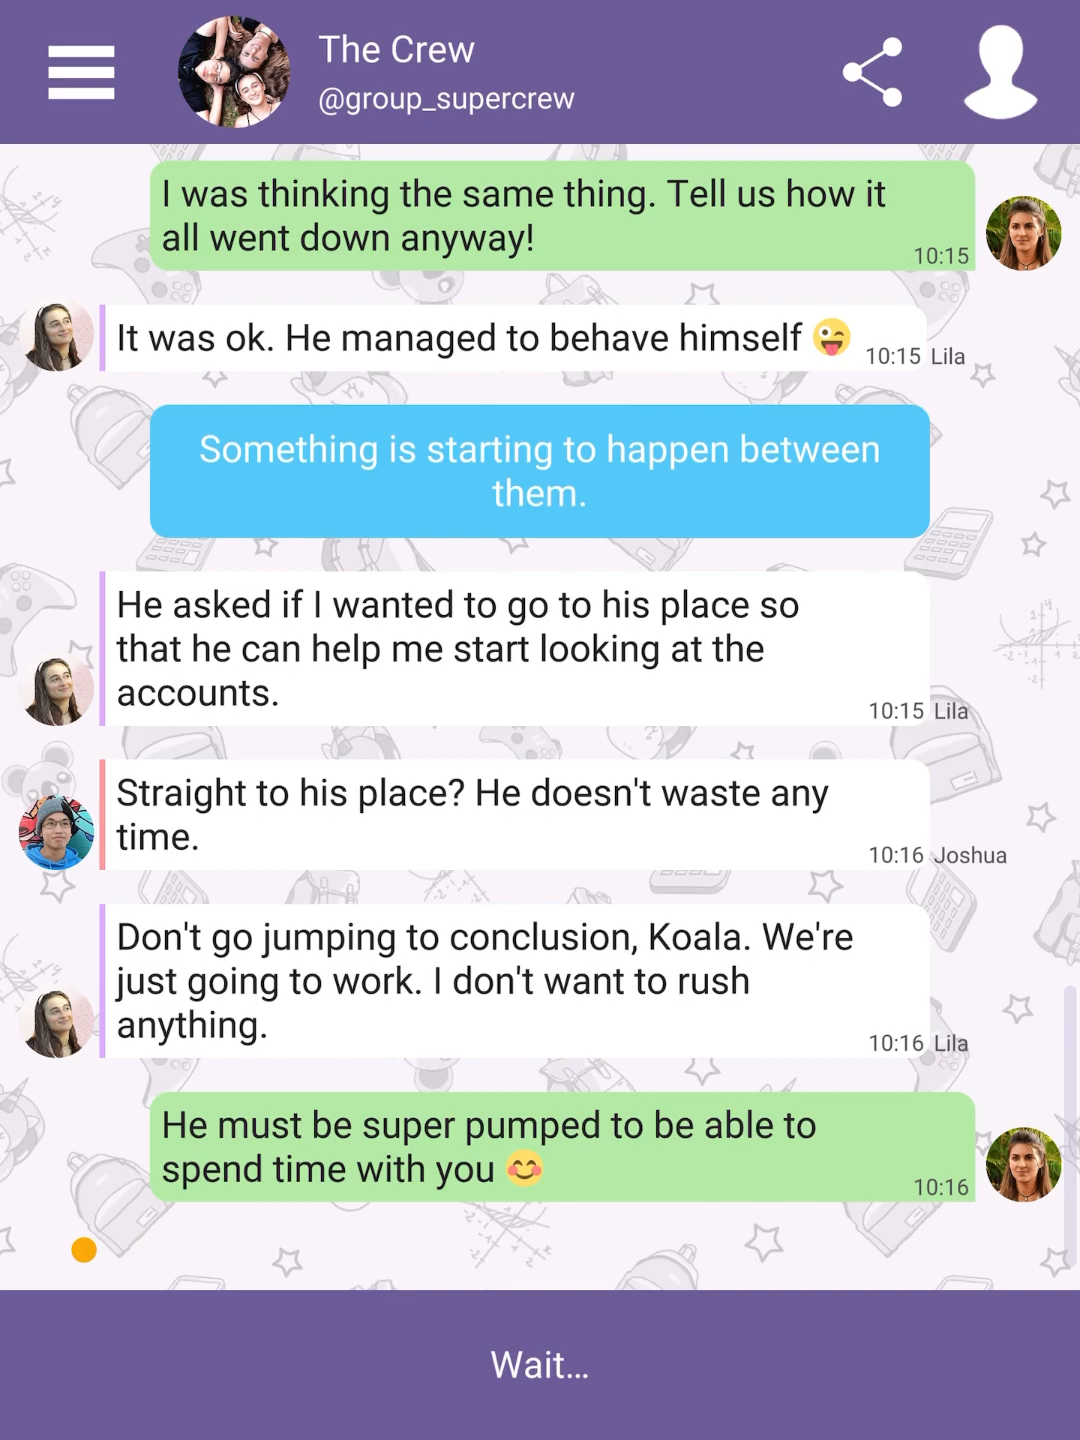 The Crew
@group_supercrew
I was thinking the same thing. Tell us how it
all went down anyway!
10:15
It was ok. He managed to behave himself 😜
10:15 Lila
Something is starting to happen between
them.
He asked if I wanted to go to his place so
that he can help me start looking at the
accounts.
10:15 Lila
Straight to his place? He doesn't waste any
time.
10:16 Joshua
Don't go jumping to conclusion, Koala. We're
just going to work. I don't want to rush
anything.
10:16 Lila
He must be super pumped to be able to
spend time with you 😊
10:16
Wait...